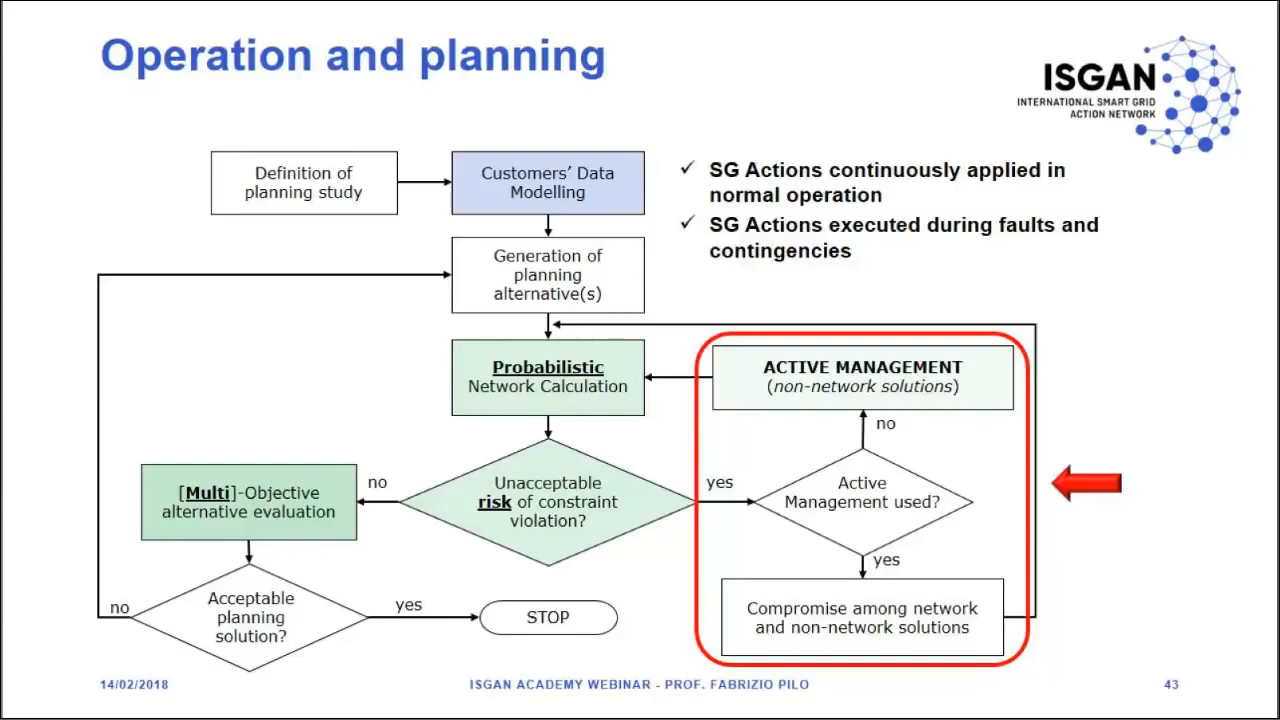 Operation and planning
ISGAN
INTERNATIONAL SMART GRID
ACTION NETWORK
Definition of
planning study
Customers’ Data
Modelling
✓ SG Actions continuously applied in
normal operation
✓ SG Actions executed during faults and
contingencies
Generation of
planning
alternative(s)
Probabilistic
Network Calculation
ACTIVE MANAGEMENT
(non-network solutions)
no
[Multi]-Objective
alternative evaluation
no
Unacceptable
risk of constraint
violation?
yes
Active
Management used?
yes
no
Acceptable
planning
solution?
yes
STOP
Compromise among network
and non-network solutions
14/02/2018
ISGAN ACADEMY WEBINAR - PROF. FABRIZIO PILO
43